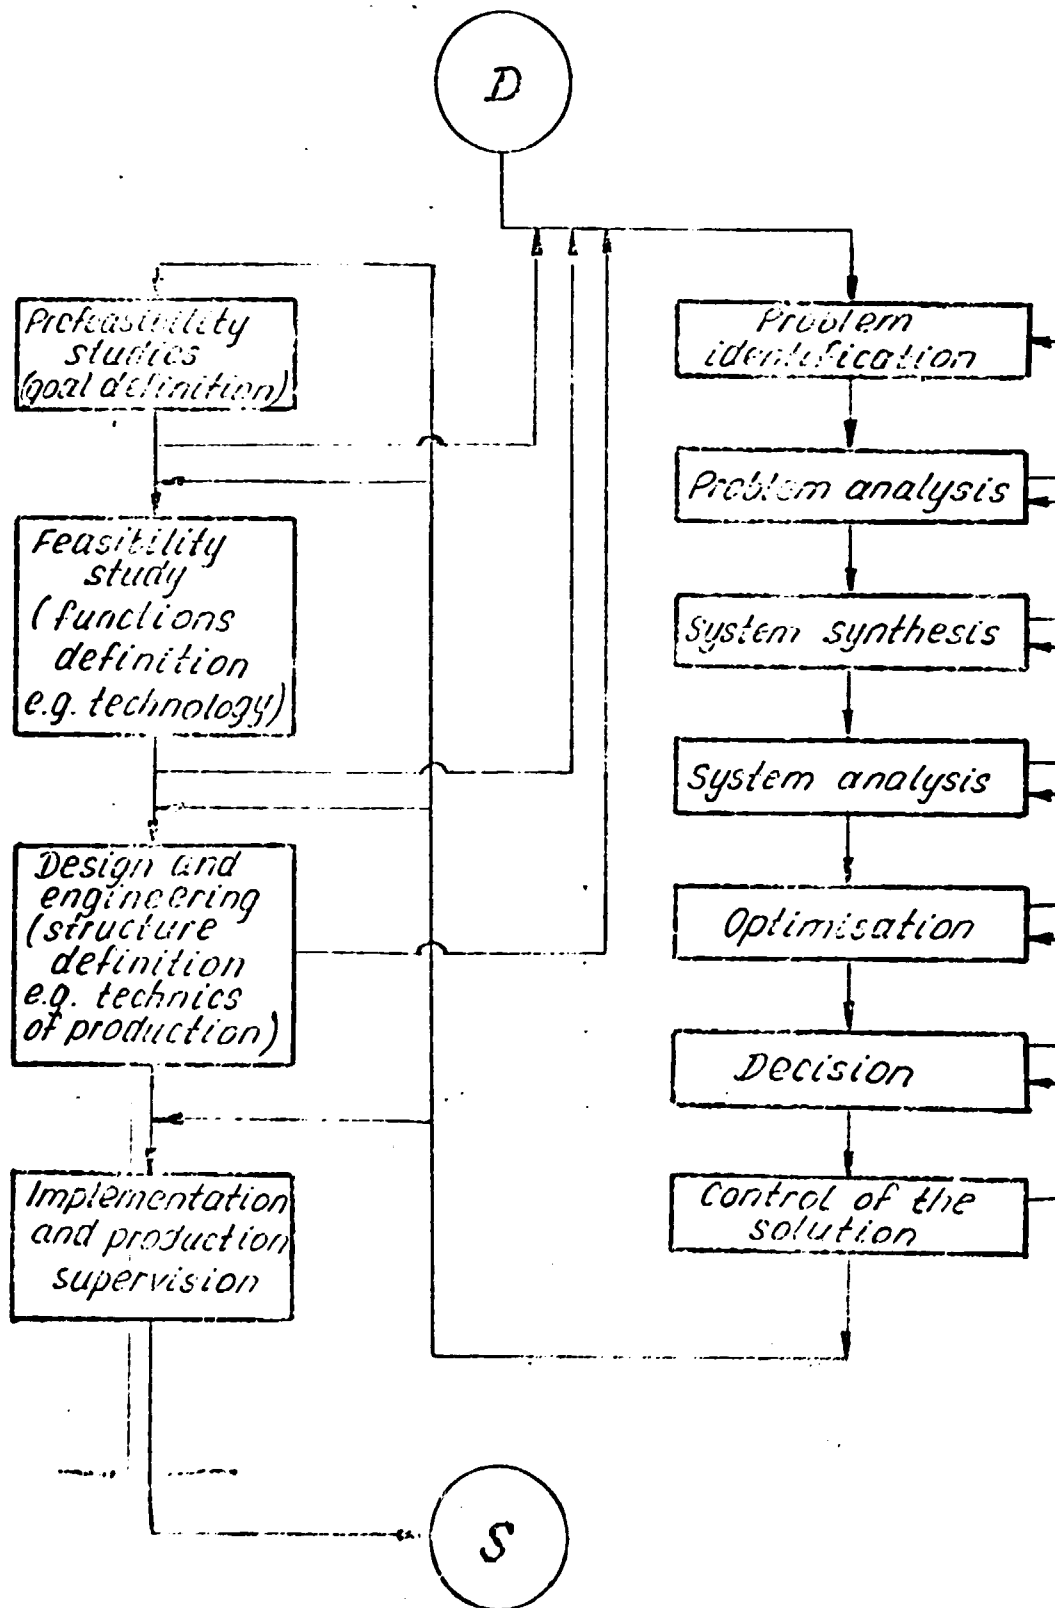 D
Prefeasibility
studies
(goal definition)
Feasibility
study
(functions
definition
e.g. technology)
Design and
engineering
(structure
definition
e.g. technics
of production)
Implementation
and production
supervision
Problem
identification
Problem analysis
System synthesis
System analysis
Optimisation
Decision
Control of the
solution
S